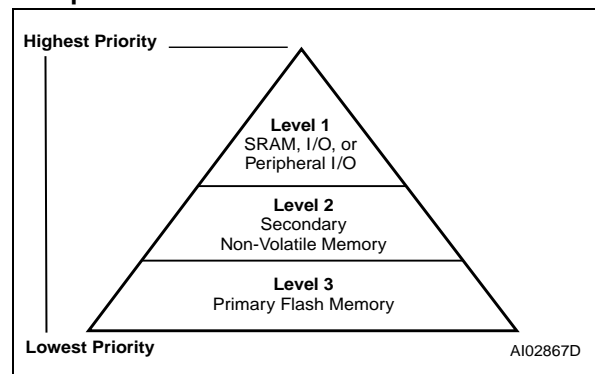 Highest Priority
Level 1
SRAM, I/O, or
Peripheral I/O
Level 2
Secondary
Non-Volatile Memory
Level 3
Primary Flash Memory
Lowest Priority
AI02867D